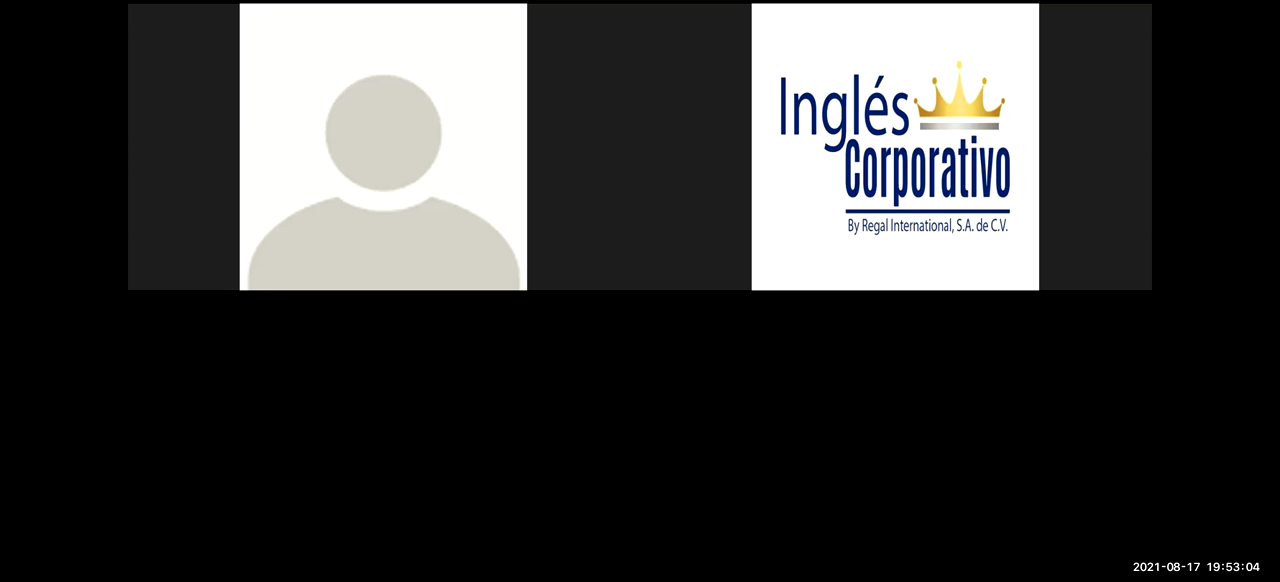 Inglés
Corporativo
By Regal International, S.A. de C.V.
2021-08-17 19:53:04